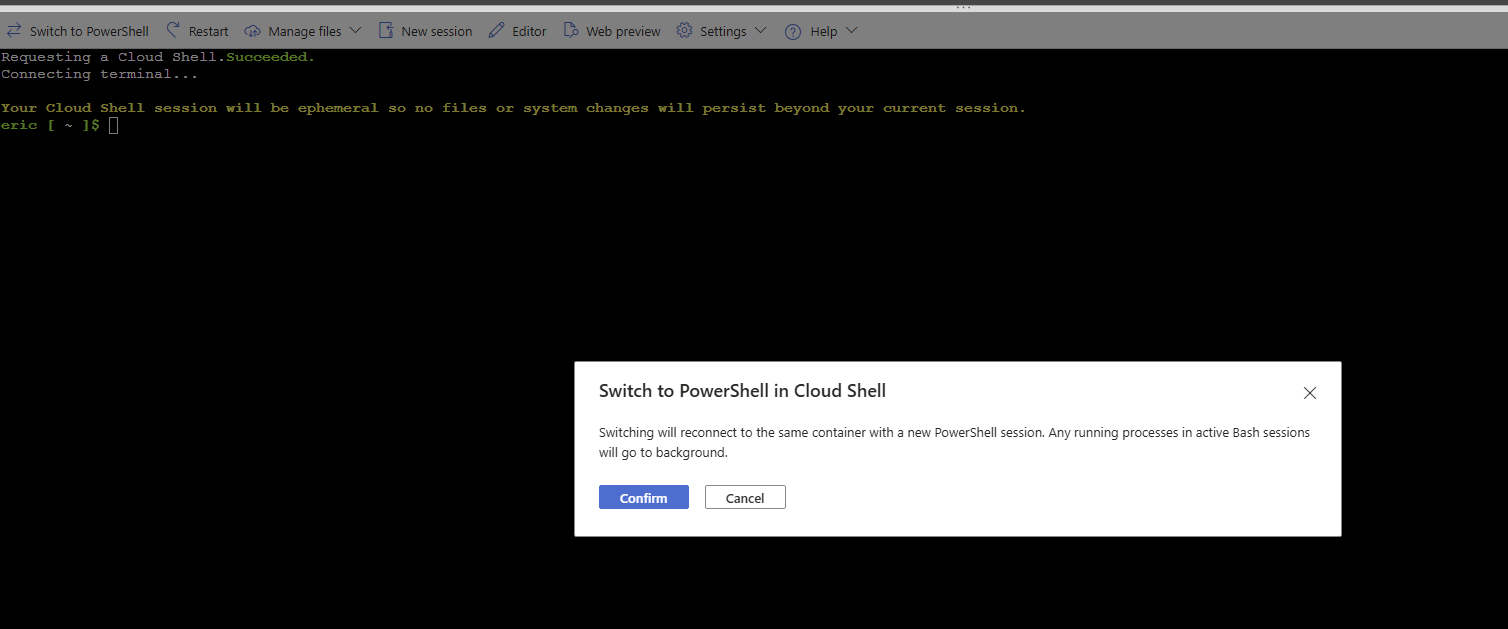 Switch to PowerShell Restart Manage files New session Editor Web preview Settings Help
Requesting a Cloud Shell.Succeeded.
Connecting terminal...
Your Cloud Shell session will be ephemeral so no files or system changes will persist beyond your current session.
eric [ ~ ]$
Switch to PowerShell in Cloud Shell
Switching will reconnect to the same container with a new PowerShell session. Any running processes in active Bash sessions
will go to background.
Confirm Cancel